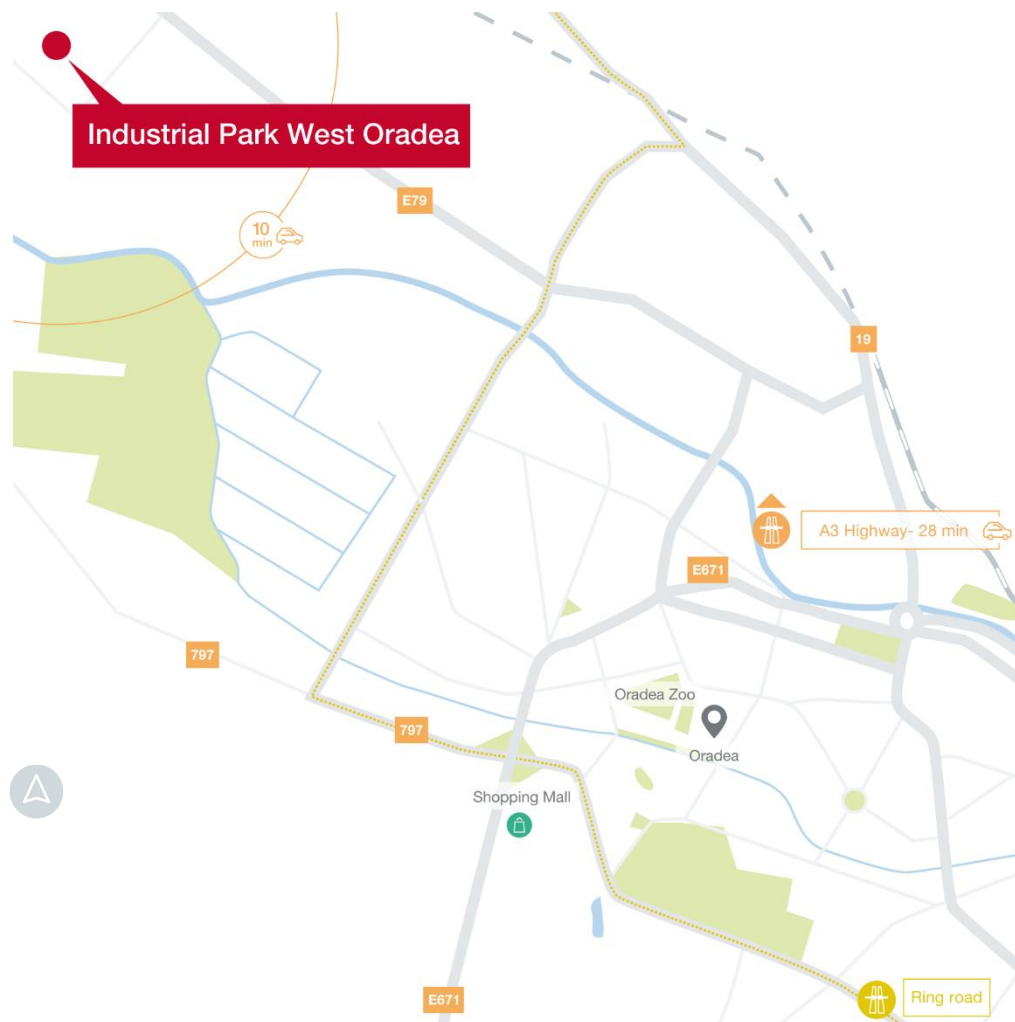 Industrial Park West Oradea
E79
10
min
19
A3 Highway- 28 min
E671
797
Oradea Zoo
797
Oradea
Shopping Mall
E671
Ring road